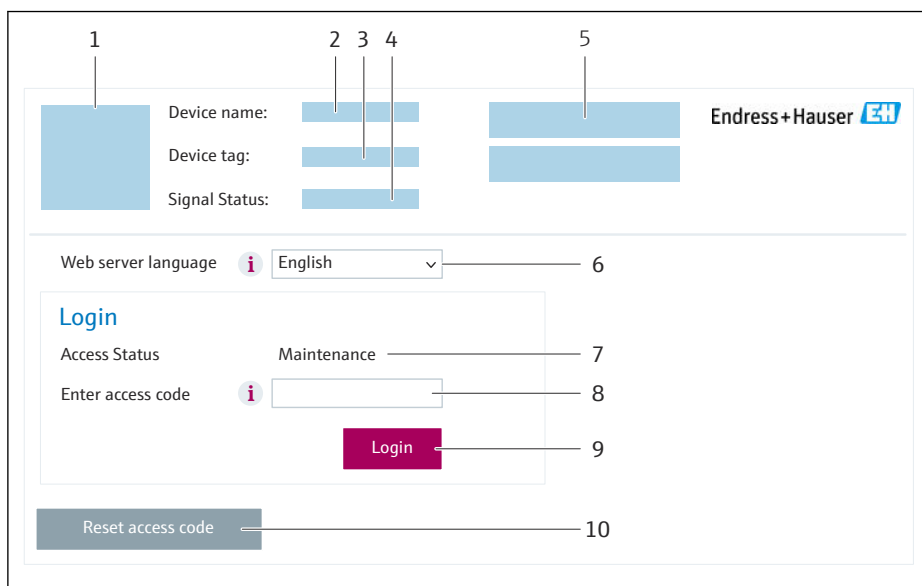 1 2 3 4 5
Device name:
Endress+Hauser EH
Device tag:
Signal Status:
Web server language i English 6
Login
Access Status Maintenance 7
Enter access code i 8
Login 9
Reset access code 10